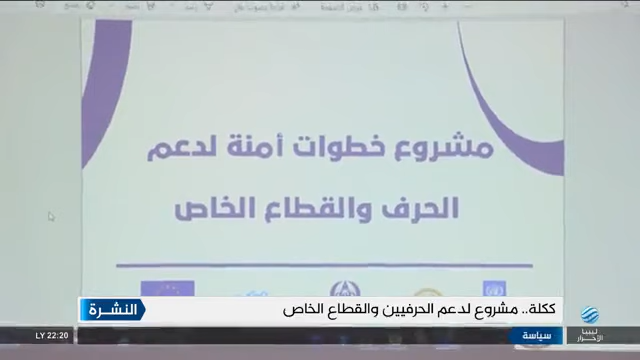 مشروع خطوات أمنة لدعم
الحرف والقطاع الخاص
ككلة.. مشروع لدعم الحرفيين والقطاع الخاص
النشرة
ليبيا
الأحرار
سياسة
LY 22:20